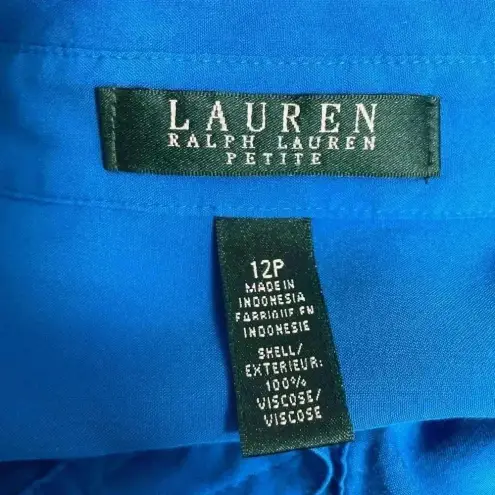 LAUREN
RALPH LAUREN
PETITE
12P
MADE IN
INDONESIA
FABRIQUE EN
INDONESIE
SHELL/
EXTERIEUR:
100%
VISCOSE/
VISCOSE